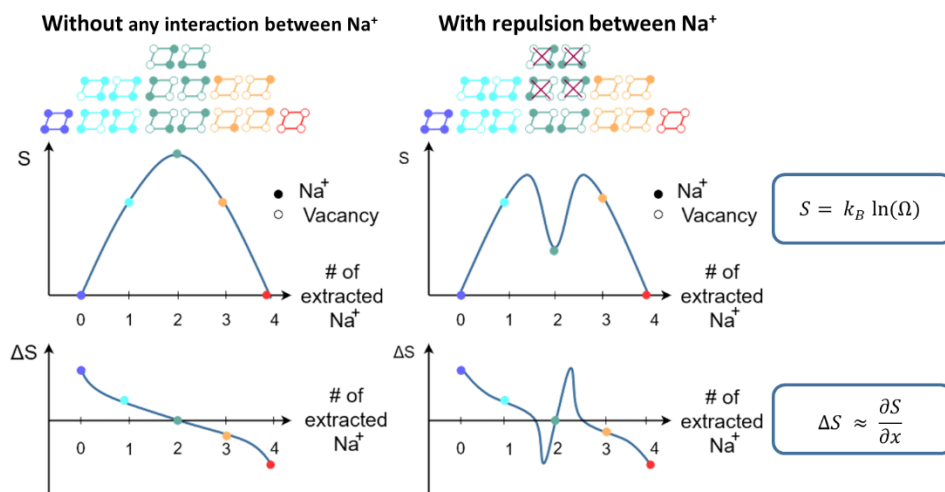 Without any interaction between Na⁺
With repulsion between Na⁺
S
Na⁺
Vacancy
# of
extracted
Na⁺
0 1 2 3 4
S
Na⁺
Vacancy
# of
extracted
Na⁺
0 1 2 3 4
S = k_B ln(Ω)
ΔS
# of
extracted
Na⁺
0 1 2 3 4
ΔS
# of
extracted
Na⁺
0 1 2 3 4
ΔS ≈ ∂S/∂x